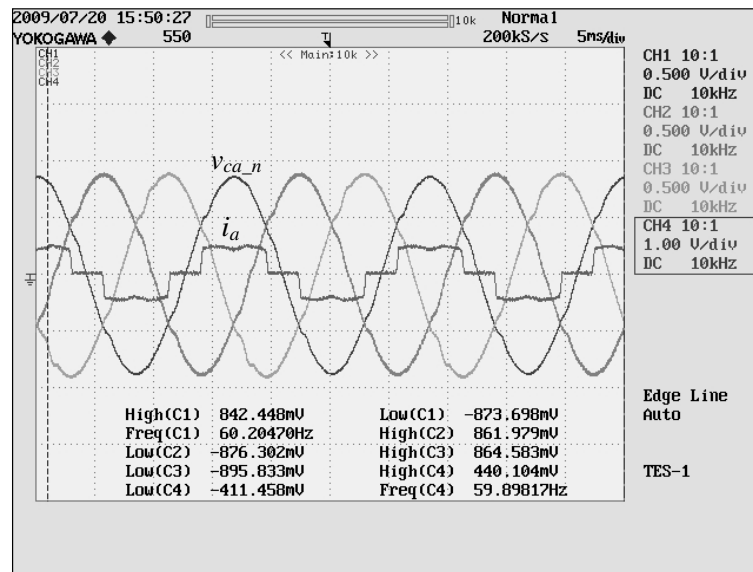 2009/07/20 15:50:27 10k Normal
YOKOGAWA ◆ 550 200kS/s 5ms/div
<< Main:10k >>
CH1
CH2
CH3
CH4
CH1 10:1
0.500 V/div
DC 10kHz
CH2 10:1
0.500 V/div
DC 10kHz
CH3 10:1
0.500 V/div
DC 10kHz
CH4 10:1
1.00 V/div
DC 10kHz
v_ca_n
i_a
Edge Line
Auto
TES-1
High(C1) 842.448mV Low(C1) -873.698mV
Freq(C1) 60.20470Hz High(C2) 861.979mV
Low(C2) -876.302mV High(C3) 864.583mV
Low(C3) -895.833mV High(C4) 440.104mV
Low(C4) -411.458mV Freq(C4) 59.89817Hz